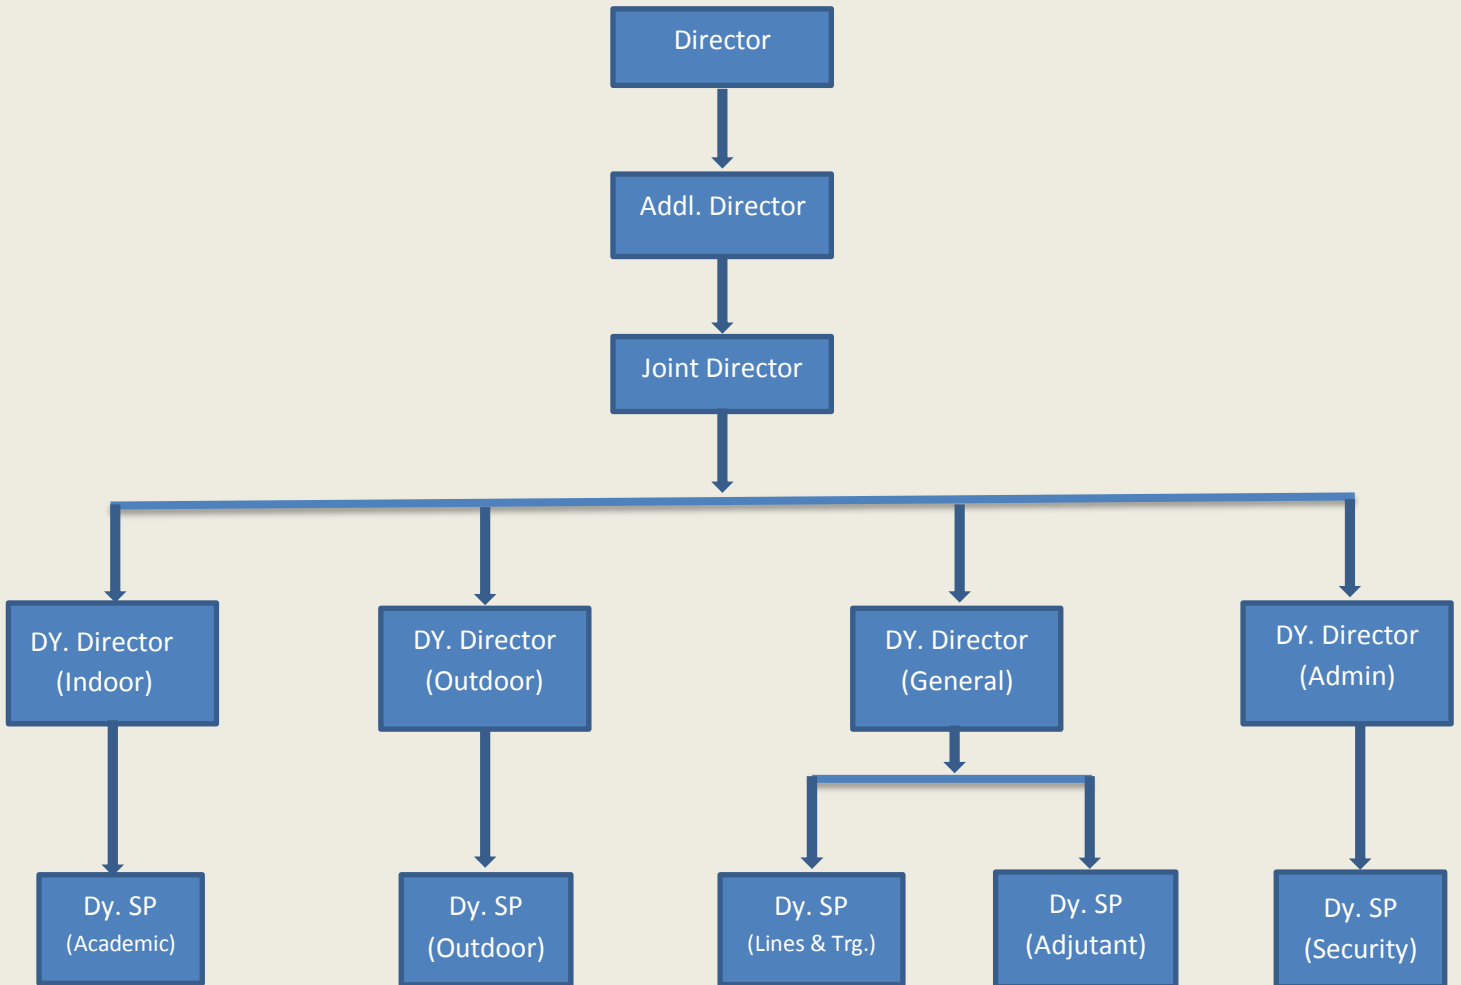 Director
Addl. Director
Joint Director
DY. Director
(Indoor)
DY. Director
(Outdoor)
DY. Director
(General)
DY. Director
(Admin)
Dy. SP
(Academic)
Dy. SP
(Outdoor)
Dy. SP
(Lines & Trg.)
Dy. SP
(Adjutant)
Dy. SP
(Security)